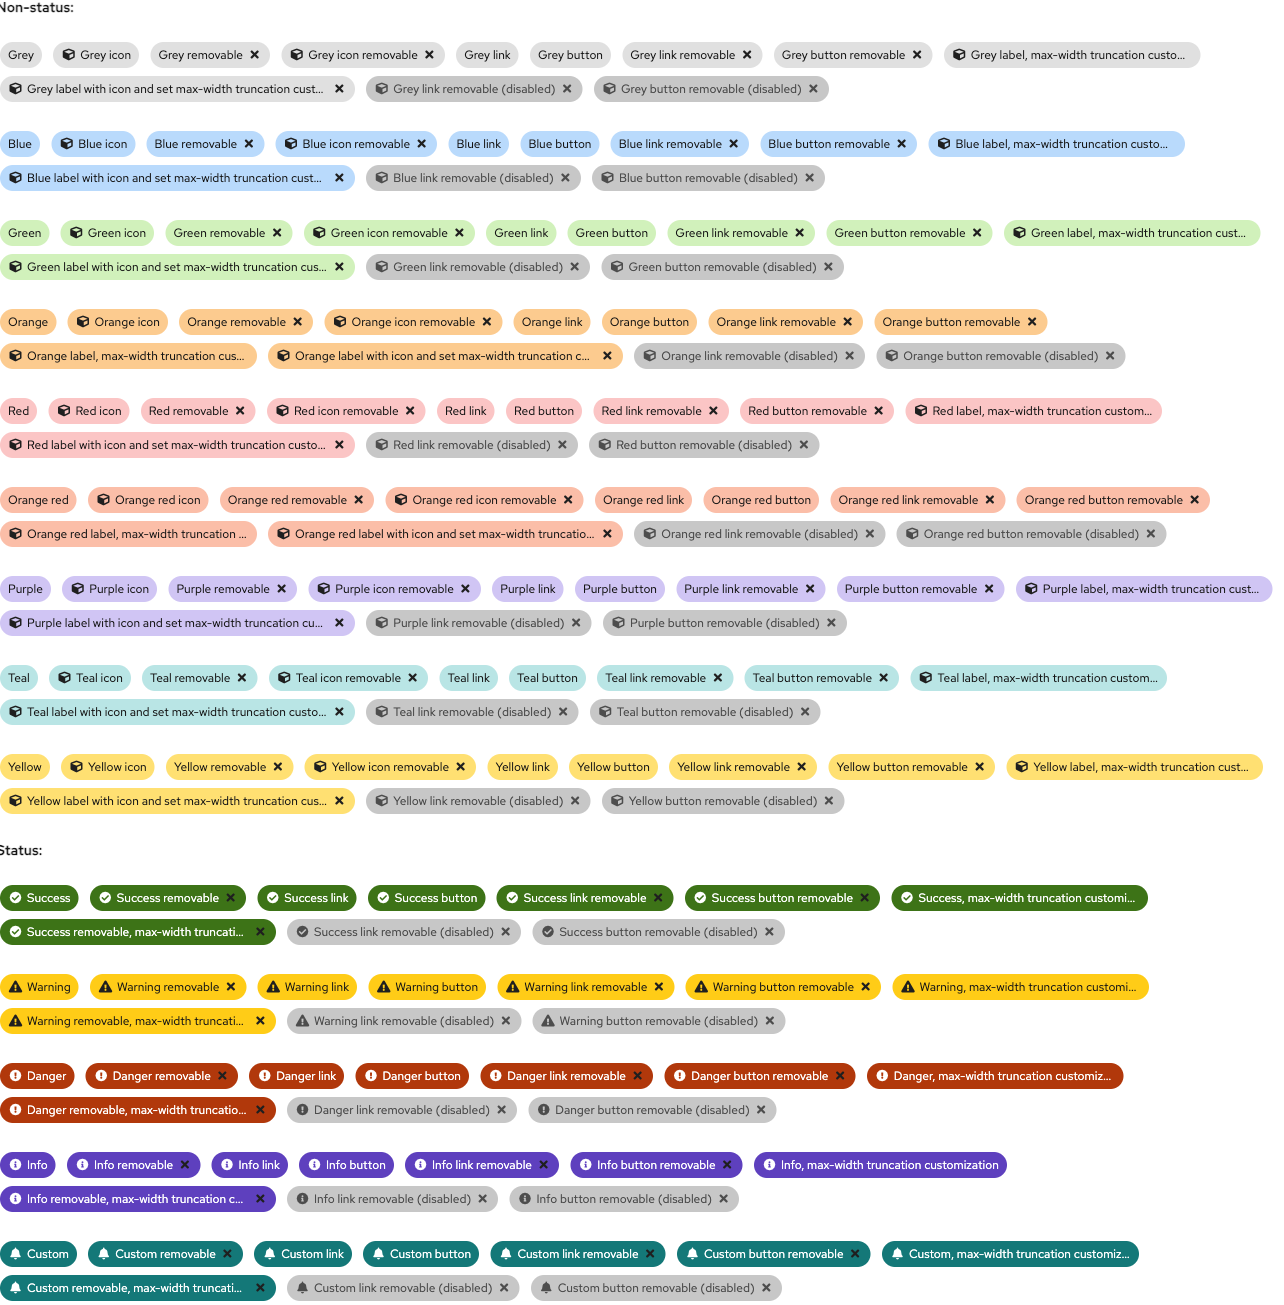 Non-status:
Grey Grey icon Grey removable Grey icon removable Grey link Grey button Grey link removable Grey button removable Grey label, max-width truncation custo...
Grey label with icon and set max-width truncation cust... Grey link removable (disabled) Grey button removable (disabled)
Blue Blue icon Blue removable Blue icon removable Blue link Blue button Blue link removable Blue button removable Blue label, max-width truncation custo...
Blue label with icon and set max-width truncation cust... Blue link removable (disabled) Blue button removable (disabled)
Green Green icon Green removable Green icon removable Green link Green button Green link removable Green button removable Green label, max-width truncation cust...
Green label with icon and set max-width truncation cus... Green link removable (disabled) Green button removable (disabled)
Orange Orange icon Orange removable Orange icon removable Orange link Orange button Orange link removable Orange button removable
Orange label, max-width truncation cus... Orange label with icon and set max-width truncation c... Orange link removable (disabled) Orange button removable (disabled)
Red Red icon Red removable Red icon removable Red link Red button Red link removable Red button removable Red label, max-width truncation custom...
Red label with icon and set max-width truncation custo... Red link removable (disabled) Red button removable (disabled)
Orange red Orange red icon Orange red removable Orange red icon removable Orange red link Orange red button Orange red link removable Orange red button removable
Orange red label, max-width truncation ... Orange red label with icon and set max-width truncatio... Orange red link removable (disabled) Orange red button removable (disabled)
Purple Purple icon Purple removable Purple icon removable Purple link Purple button Purple link removable Purple button removable Purple label, max-width truncation cust...
Purple label with icon and set max-width truncation cu... Purple link removable (disabled) Purple button removable (disabled)
Teal Teal icon Teal removable Teal icon removable Teal link Teal button Teal link removable Teal button removable Teal label, max-width truncation custom...
Teal label with icon and set max-width truncation custo... Teal link removable (disabled) Teal button removable (disabled)
Yellow Yellow icon Yellow removable Yellow icon removable Yellow link Yellow button Yellow link removable Yellow button removable Yellow label, max-width truncation cust...
Yellow label with icon and set max-width truncation cus... Yellow link removable (disabled) Yellow button removable (disabled)
Status:
Success Success removable Success link Success button Success link removable Success button removable Success, max-width truncation customi...
Success removable, max-width truncati... Success link removable (disabled) Success button removable (disabled)
Warning Warning removable Warning link Warning button Warning link removable Warning button removable Warning, max-width truncation customi...
Warning removable, max-width truncati... Warning link removable (disabled) Warning button removable (disabled)
Danger Danger removable Danger link Danger button Danger link removable Danger button removable Danger, max-width truncation customiz...
Danger removable, max-width truncatio... Danger link removable (disabled) Danger button removable (disabled)
Info Info removable Info link Info button Info link removable Info button removable Info, max-width truncation customization
Info removable, max-width truncation c... Info link removable (disabled) Info button removable (disabled)
Custom Custom removable Custom link Custom button Custom link removable Custom button removable Custom, max-width truncation customiz...
Custom removable, max-width truncati... Custom link removable (disabled) Custom button removable (disabled)